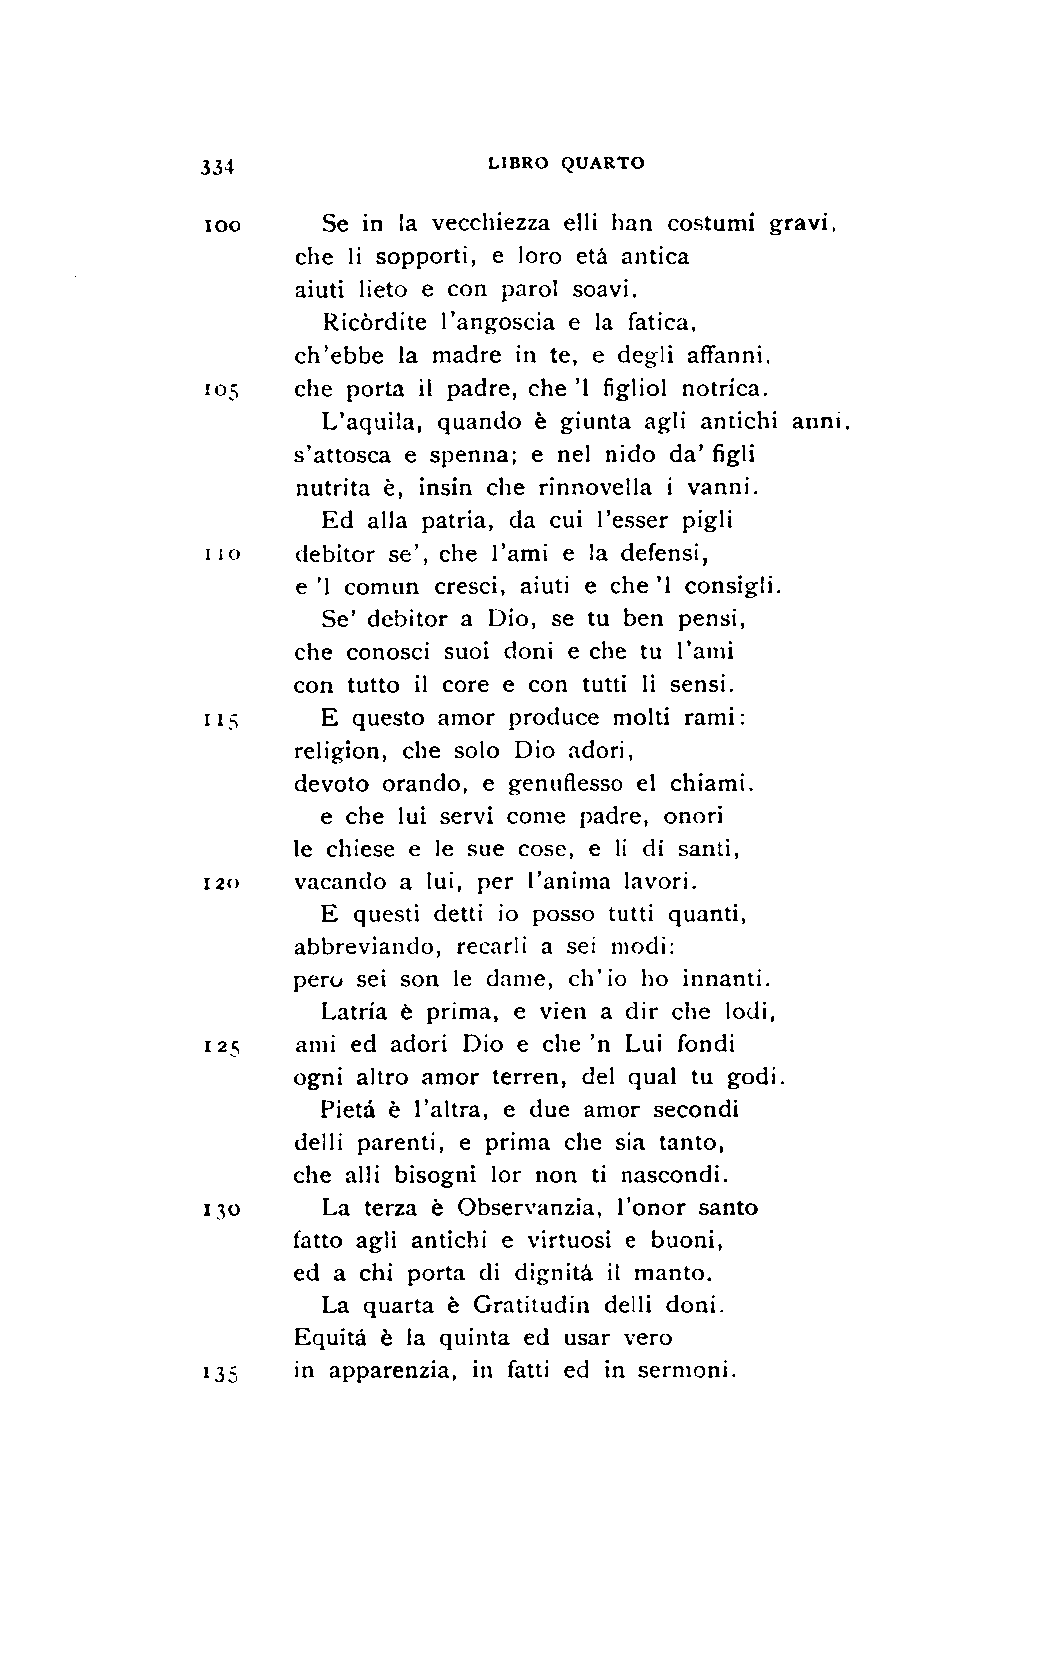 334 LIBRO QUARTO
100 Se in la vecchiezza elli han costumi gravi,
che li sopporti, e loro etá antica
aiuti lieto e con parol soavi.
Ricòrdite l'angoscia e la fatica,
ch'ebbe la madre in te, e degli affanni,
105 che porta il padre, che 'l figliol notrica.
L'aquila, quando è giunta agli antichi anni,
s'attosca e spenna; e nel nido da' figli
nutrita è, insin che rinnovella i vanni.
Ed alla patria, da cui l'esser pigli
110 debitor se', che l'ami e la defensi,
e 'l comun cresci, aiuti e che 'l consigli.
Se' debitor a Dio, se tu ben pensi,
che conosci suoi doni e che tu l'ami
con tutto il core e con tutti li sensi.
115 E questo amor produce molti rami:
religion, che solo Dio adori,
devoto orando, e genuflesso el chiami.
e che lui servi come padre, onori
le chiese e le sue cose, e li dí santi,
120 vacando a lui, per l'anima lavori.
E questi detti io posso tutti quanti,
abbreviando, recarli a sei modi:
però sei son le dame, ch'io ho innanti.
Latría è prima, e vien a dir che lodi,
125 ami ed adori Dio e che 'n Lui fondi
ogni altro amor terren, del qual tu godi.
Pietá è l'altra, e due amor secondi
delli parenti, e prima che sia tanto,
che alli bisogni lor non ti nascondi.
130 La terza è Observanzia, l'onor santo
fatto agli antichi e virtuosi e buoni,
ed a chi porta di dignitá il manto.
La quarta è Gratitudin delli doni.
Equitá è la quinta ed usar vero
135 in apparenzia, in fatti ed in sermoni.